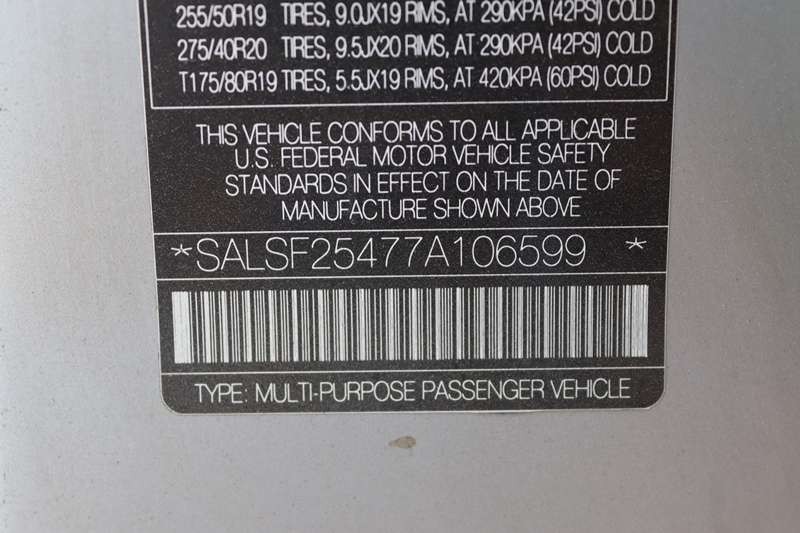 255/50R19 TIRES, 9.0JX19 RIMS, AT 290KPA (42PSI) COLD
275/40R20 TIRES, 9.5JX20 RIMS, AT 290KPA (42PSI) COLD
T175/80R19 TIRES, 5.5JX19 RIMS, AT 420KPA (60PSI) COLD
THIS VEHICLE CONFORMS TO ALL APPLICABLE
U.S. FEDERAL MOTOR VEHICLE SAFETY
STANDARDS IN EFFECT ON THE DATE OF
MANUFACTURE SHOWN ABOVE
*SALSF25477A106599 *
TYPE: MULTI-PURPOSE PASSENGER VEHICLE